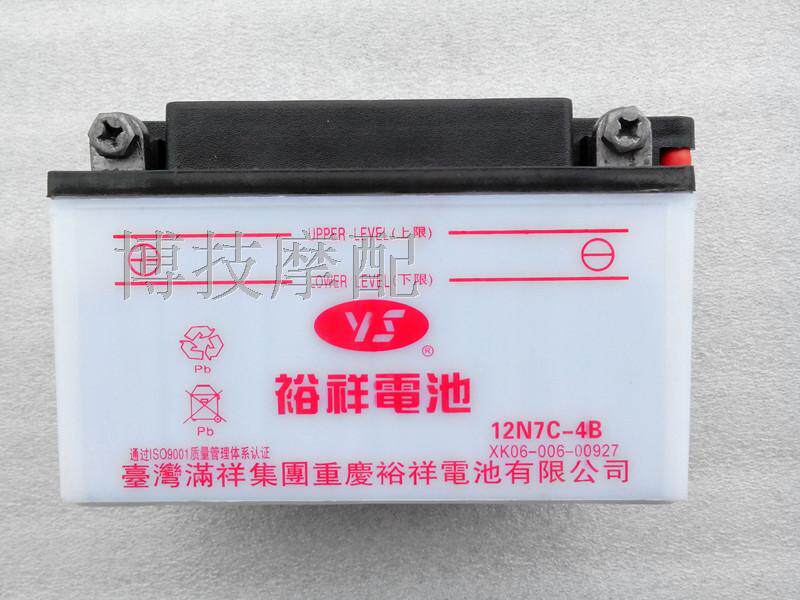 UPPER LEVEL(上限)
博技摩配
LOWER LEVEL(下限)
YS
®
裕祥電池
Pb
Pb
12N7C-4B
通过ISO9001质量管理体系认证
XK06-006-00927
臺灣滿祥集團重慶裕祥電池有限公司